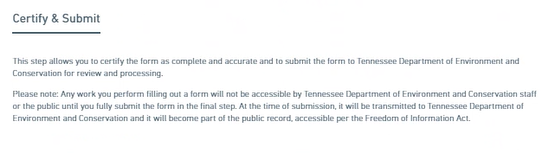 Certify & Submit
This step allows you to certify the form as complete and accurate and to submit the form to Tennessee Department of Environment and
Conservation for review and processing.
Please note: Any work you perform filling out a form will not be accessible by Tennessee Department of Environment and Conservation staff
or the public until you fully submit the form in the final step. At the time of submission, it will be transmitted to Tennessee Department of
Environment and Conservation and it will become part of the public record, accessible per the Freedom of Information Act.